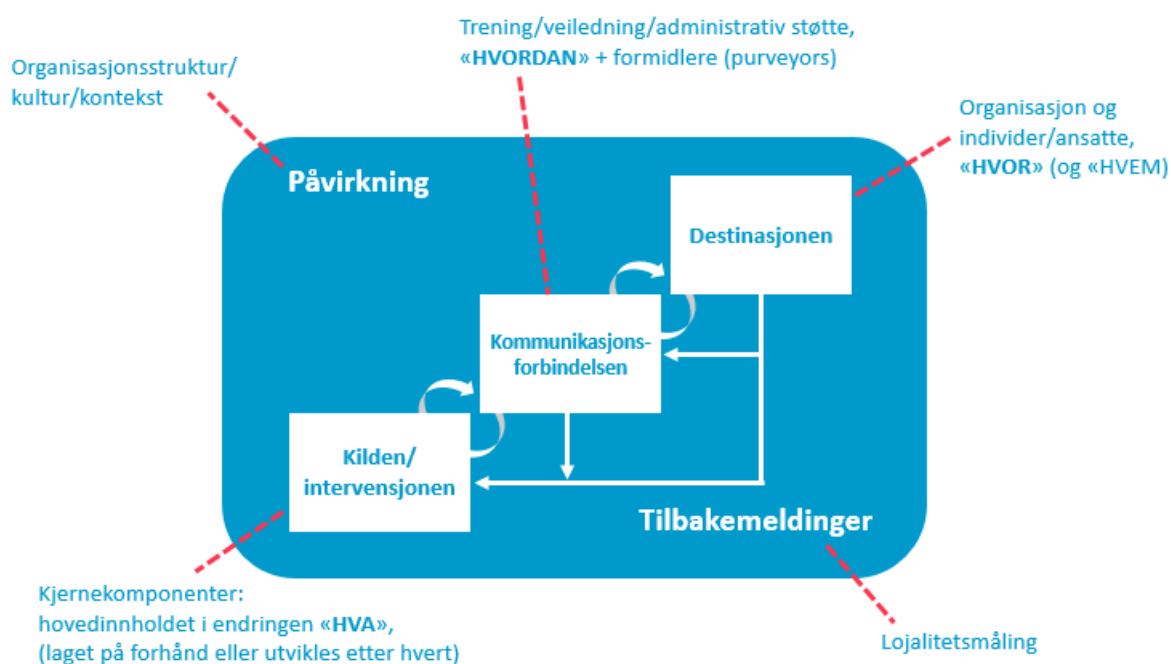 Trening/veiledning/administrativ støtte,
«HVORDAN» + formidlere (purveyors)
Organisasjonsstruktur/
kultur/kontekst
Organisasjon og
individer/ansatte,
«HVOR» (og «HVEM)
Påvirkning
Destinasjonen
Kommunikasjons-
forbindelsen
Kilden/
intervensjonen
Tilbakemeldinger
Kjernekomponenter:
hovedinnholdet i endringen «HVA»,
(laget på forhånd eller utvikles etter hvert)
Lojalitetsmåling